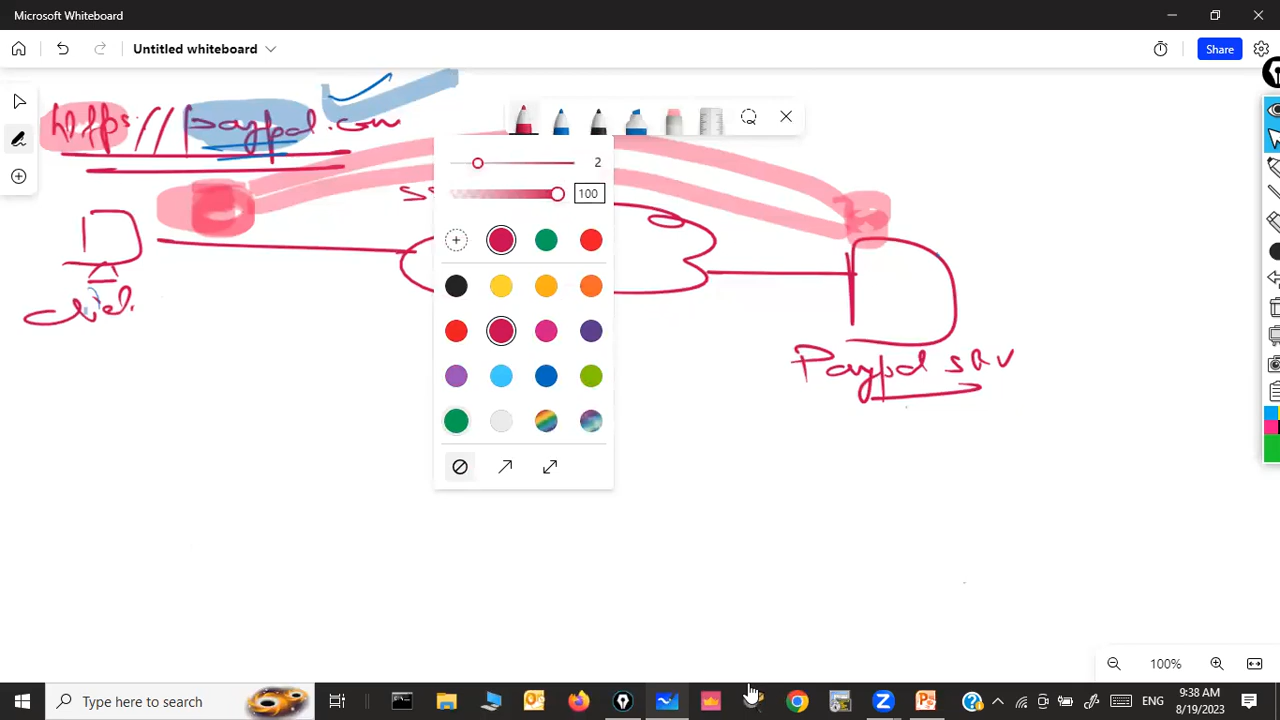 Microsoft Whiteboard
Untitled whiteboard
Share
https://paypal.com
2
100
Paypal SRV
100%
Type here to search
ENG
9:38 AM
8/19/2023